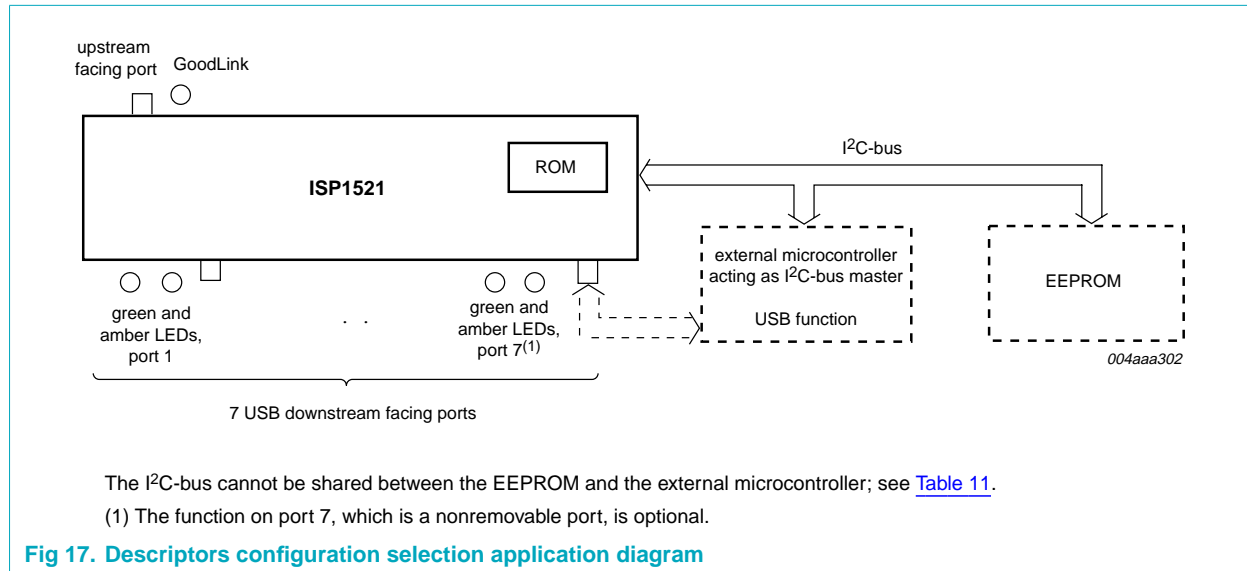 upstream
facing port
GoodLink
ISP1521
ROM
I2C-bus
external microcontroller
acting as I2C-bus master
USB function
EEPROM
green and
amber LEDs,
port 1
. .
green and
amber LEDs,
port 7(1)
004aaa302
7 USB downstream facing ports
The I2C-bus cannot be shared between the EEPROM and the external microcontroller; see Table 11.
(1) The function on port 7, which is a nonremovable port, is optional.
Fig 17. Descriptors configuration selection application diagram